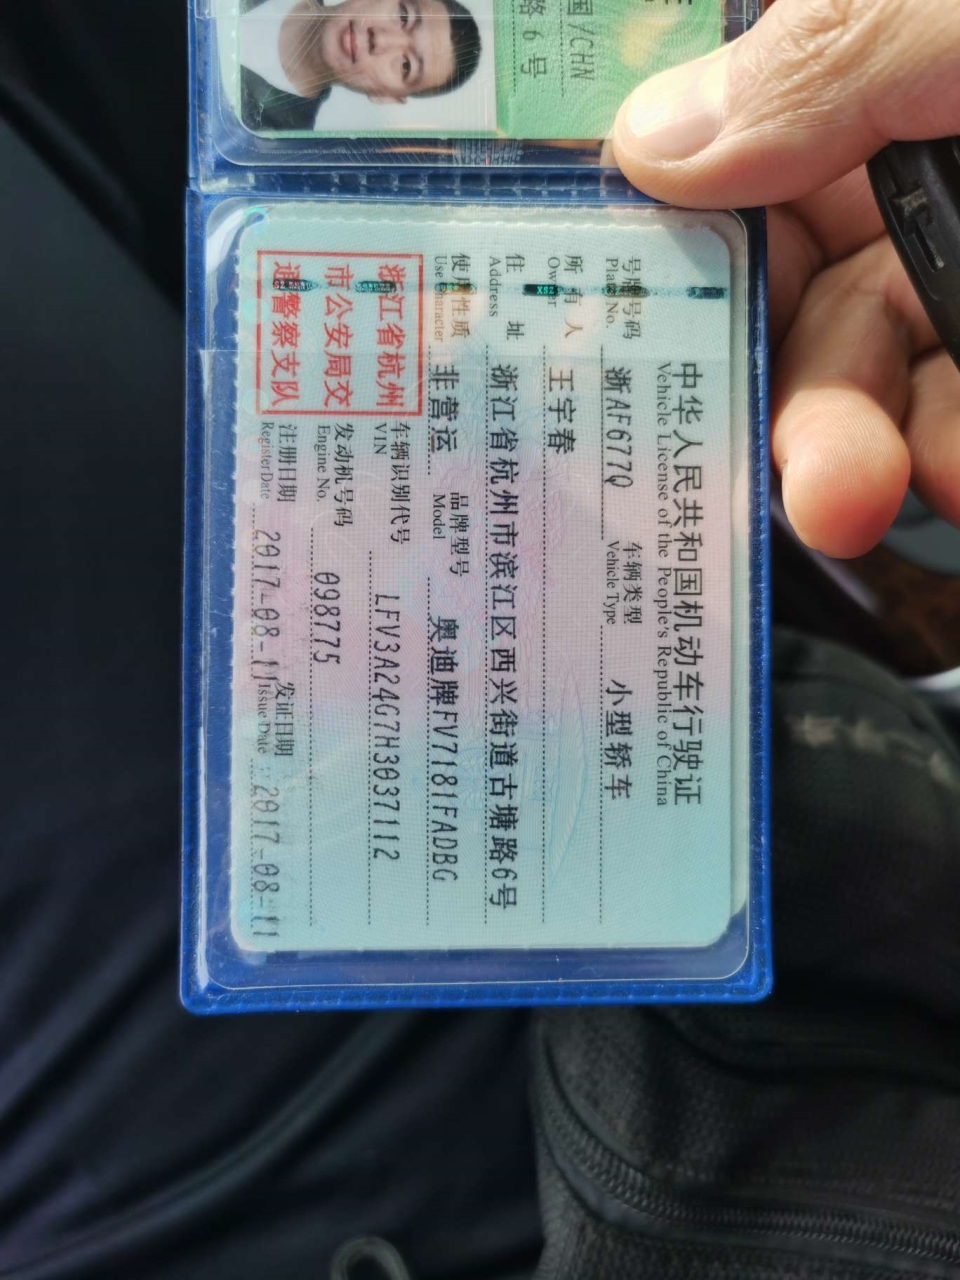 国/CHN
路6号
中华人民共和国机动车行驶证
Vehicle License of the People's Republic of China
号牌号码 浙AF677Q 车辆类型 小型轿车
Plate No. Vehicle Type
所有人 王宇春
Owner
住址 浙江省杭州市滨江区西兴街道古塘路6号
Address
使用性质 非营运 品牌型号 奥迪牌FV7181FADBG
Use Character Model
浙江省杭州
市公安局交
通警察支队
车辆识别代号 LFV3A24G7H3037112
VIN
发动机号码 098775
Engine No.
注册日期 2017-08-11 发证日期 2017-08-11
Register Date Issue Date